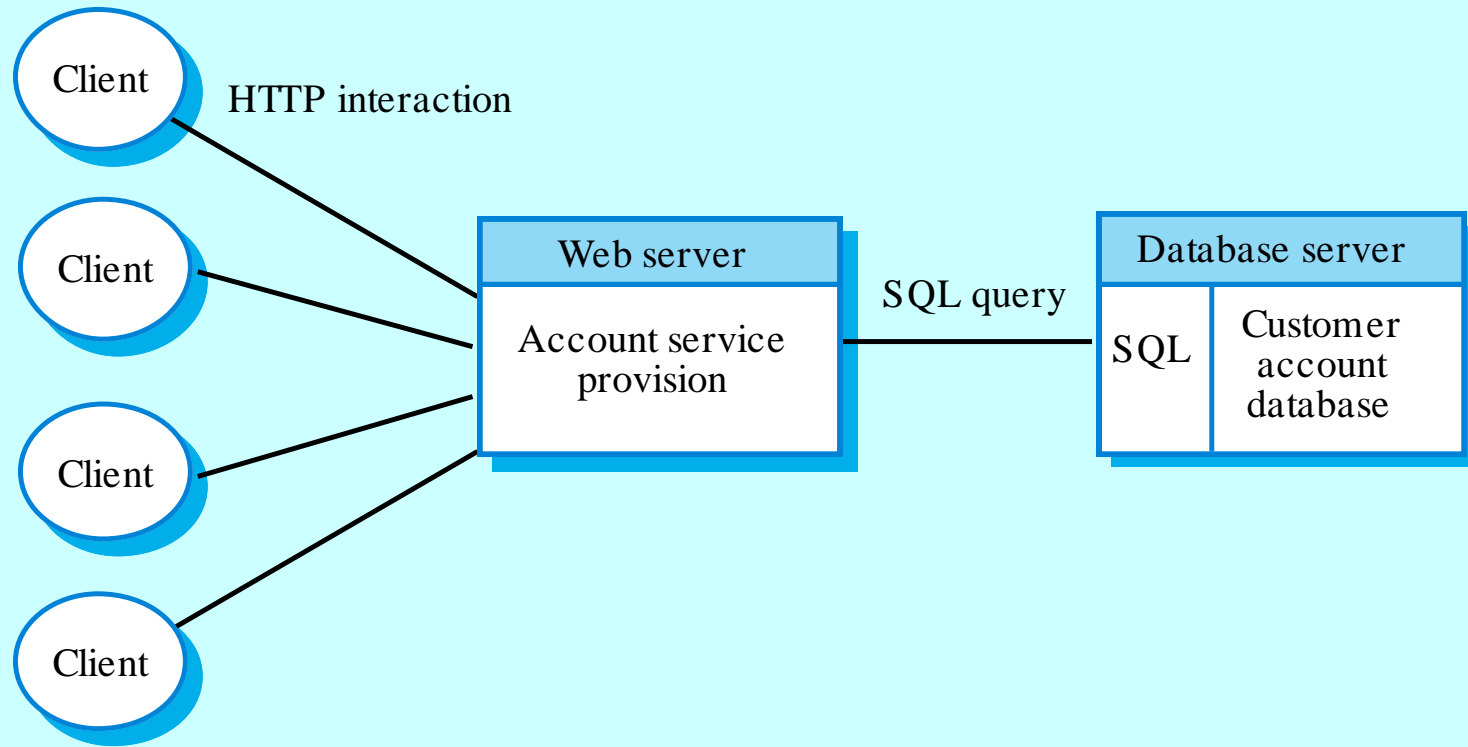 Client
HTTP interaction
Client
Client
Client
Web server
Account service
provision
SQL query
Database server
SQL
Customer
account
database